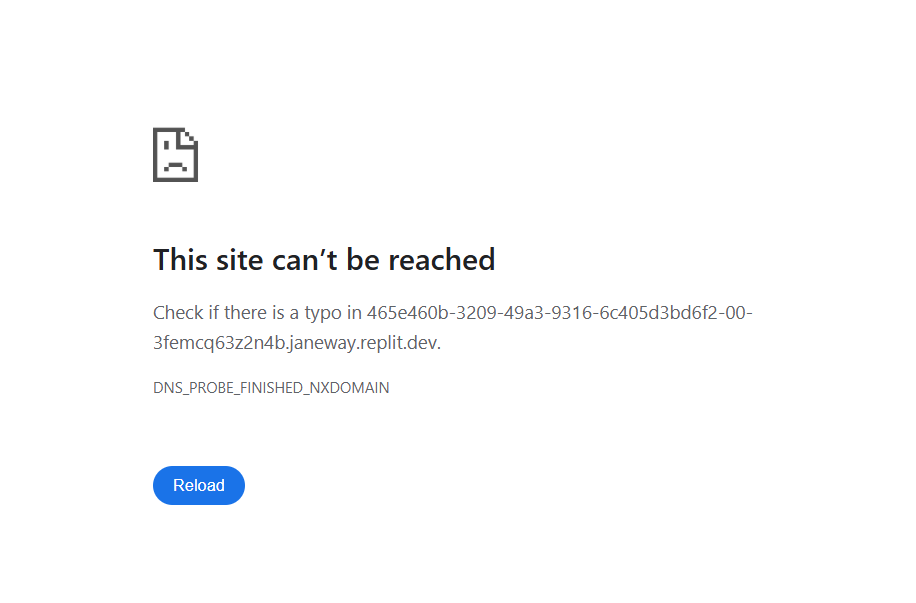 This site can’t be reached
Check if there is a typo in 465e460b-3209-49a3-9316-6c405d3bd6f2-00-
3femcq63z2n4b.janeway.replit.dev.
DNS_PROBE_FINISHED_NXDOMAIN
Reload